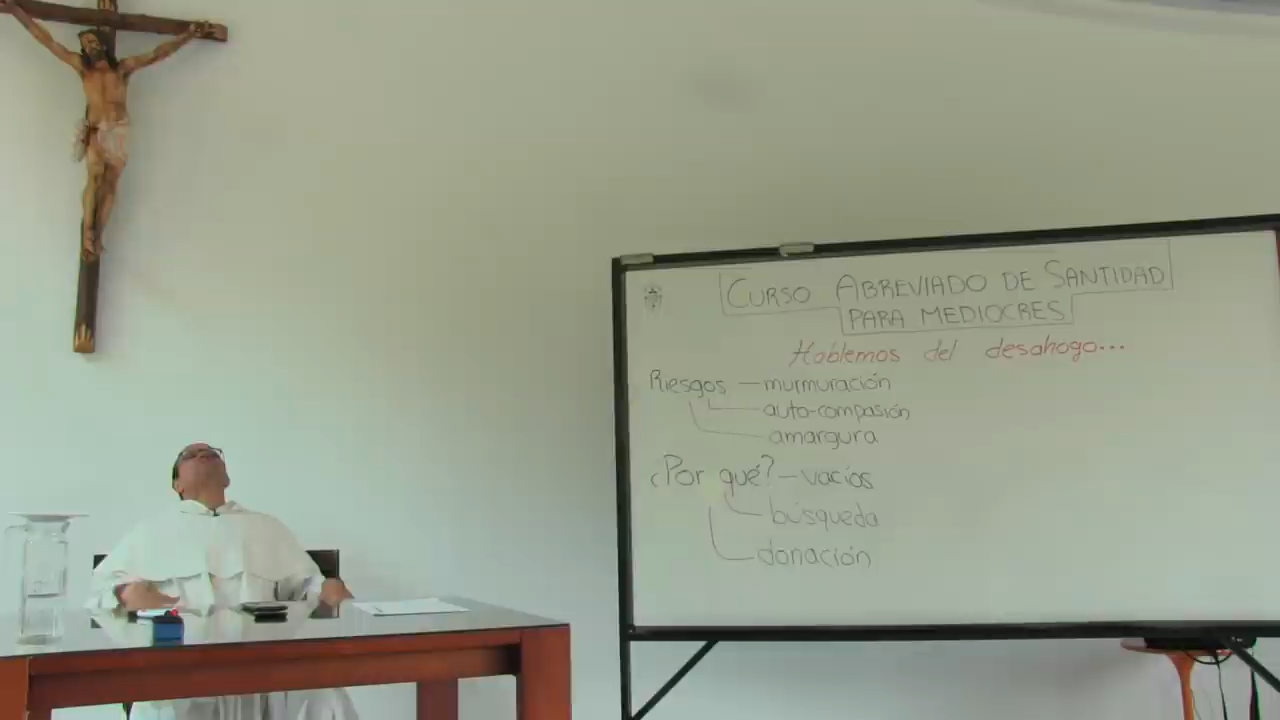 CURSO ABREVIADO DE SANTIDAD
PARA MEDIOCRES
Hablemos del desahogo...
Riesgos — murmuración
auto-compasión
amargura
¿Por qué? — vacíos
búsqueda
donación